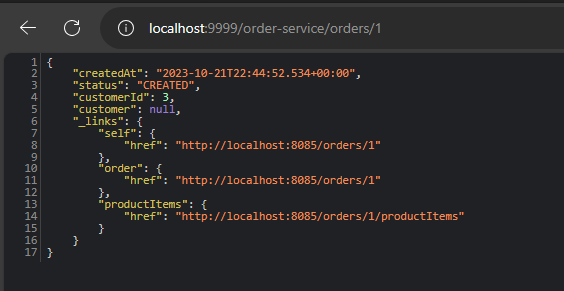 localhost:9999/order-service/orders/1
1 {
2 "createdAt": "2023-10-21T22:44:52.534+00:00",
3 "status": "CREATED",
4 "customerId": 3,
5 "customer": null,
6 "_links": {
7 "self": {
8 "href": "http://localhost:8085/orders/1"
9 },
10 "order": {
11 "href": "http://localhost:8085/orders/1"
12 },
13 "productItems": {
14 "href": "http://localhost:8085/orders/1/productItems"
15 }
16 }
17 }